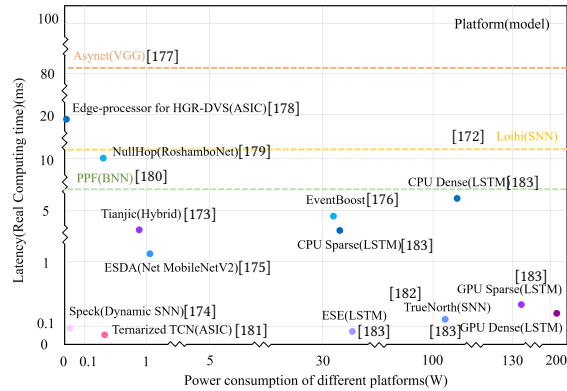 100
Platform(model)
Asynet(VGG) [177]
80
Edge-processor for HGR-DVS(ASIC) [178]
20
[172] Loihi(SNN)
NullHop(RoshamboNet) [179]
10
PPF(BNN) [180]
CPU Dense(LSTM) [183]
EventBoost [176]
5
Tianjic(Hybrid) [173]
CPU Sparse(LSTM) [183]
ESDA(Net MobileNetV2) [175]
1
[183]
GPU Sparse(LSTM)
[182]
TrueNorth(SNN)
Speck(Dynamic SNN) [174]
ESE(LSTM)
0.1
Ternarized TCN(ASIC) [181]
[183]
[183] GPU Dense(LSTM)
0
0 0.1 1 5 30 100 130 200
Latency(Real Computing time)(ms)
Power consumption of different platforms(W)